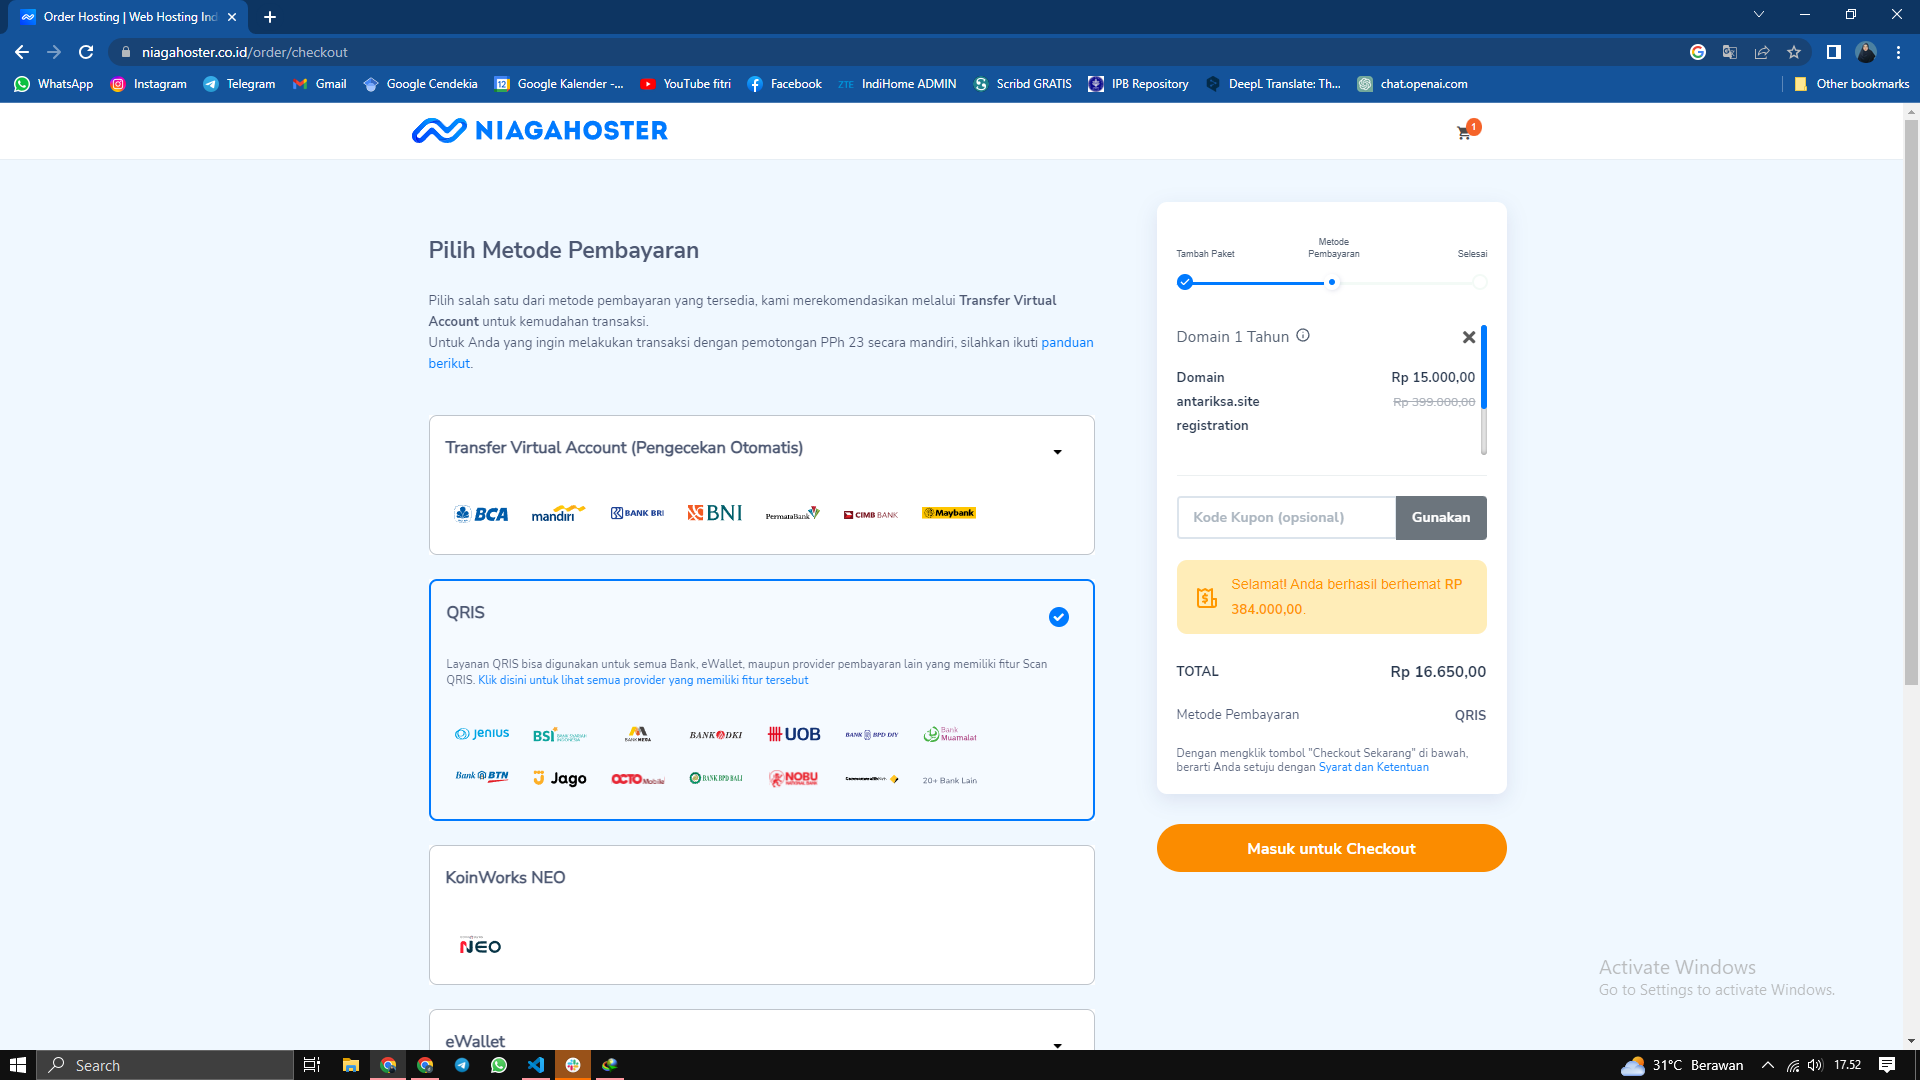 Order Hosting | Web Hosting Ind
niagahoster.co.id/order/checkout
WhatsApp
Instagram
Telegram
Gmail
Google Cendekia
Google Kalender -...
YouTube fitri
Facebook
ZTE IndiHome ADMIN
Scribd GRATIS
IPB Repository
DeepL Translate: Th...
chat.openai.com
Other bookmarks
NIAGAHOSTER
1
Pilih Metode Pembayaran
Pilih salah satu dari metode pembayaran yang tersedia, kami merekomendasikan melalui Transfer Virtual
Account untuk kemudahan transaksi.
Untuk Anda yang ingin melakukan transaksi dengan pemotongan PPh 23 secara mandiri, silahkan ikuti panduan
berikut.
Transfer Virtual Account (Pengecekan Otomatis)
BCA
mandiri
BANK BRI
BNI
PermataBank
CIMB BANK
Maybank
QRIS
Layanan QRIS bisa digunakan untuk semua Bank, eWallet, maupun provider pembayaran lain yang memiliki fitur Scan
QRIS. Klik disini untuk lihat semua provider yang memiliki fitur tersebut
Jenius
BSI BANK SYARIAH INDONESIA
BANK MEGA
BANK DKI
UOB
BANK BPD DIY
Bank Muamalat
Bank BTN
Jago
OCTO Mobile
BANK BPD BALI
NOBU NATIONAL BANK
CommonwealthBank
20+ Bank Lain
KoinWorks NEO
NEO
eWallet
Tambah Paket
Metode
Pembayaran
Selesai
Domain 1 Tahun
Domain
antariksa.site
registration
Rp 15.000,00
Rp 399.000,00
Kode Kupon (opsional)
Gunakan
Selamat! Anda berhasil berhemat RP
384.000,00.
TOTAL
Rp 16.650,00
Metode Pembayaran
QRIS
Dengan mengklik tombol "Checkout Sekarang" di bawah,
berarti Anda setuju dengan Syarat dan Ketentuan
Masuk untuk Checkout
Activate Windows
Go to Settings to activate Windows.
Search
31°C Berawan
17.52